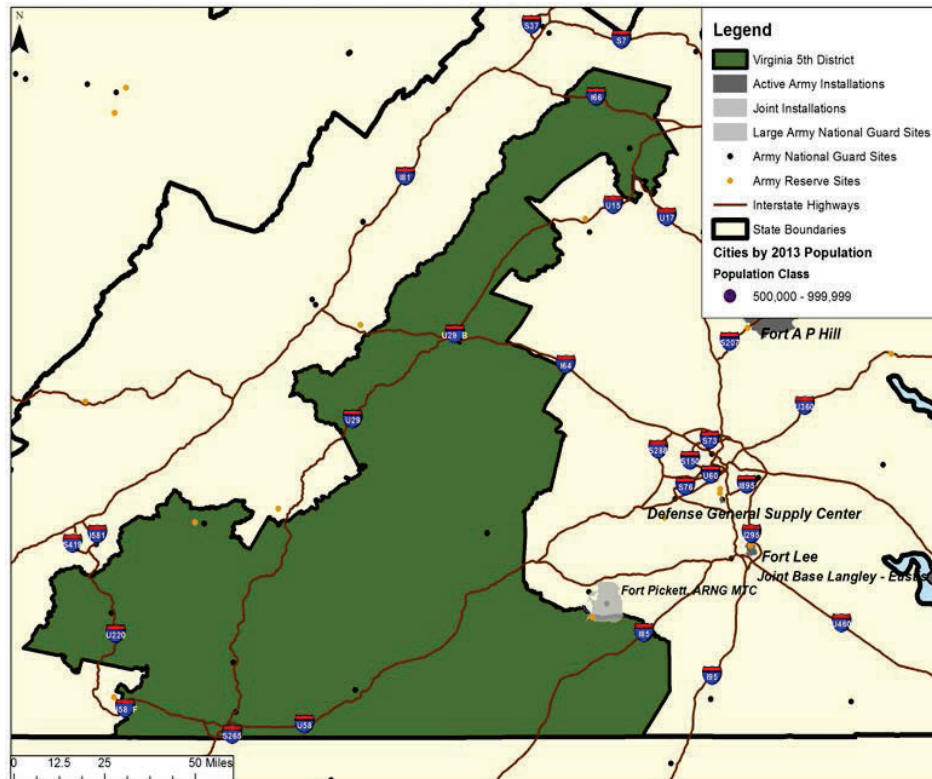 N
Legend
Virginia 5th District
Active Army Installations
Joint Installations
Large Army National Guard Sites
Army National Guard Sites
Army Reserve Sites
Interstate Highways
State Boundaries
Cities by 2013 Population
Population Class
500,000 - 999,999
S37
S7
I66
I81
U15
U17
Fort A P Hill
U29 B
S207
I64
U360
U29
S73
S288
S150
U60
S76
I895
Defense General Supply Center
I581
S419
I295
Fort Lee
Joint Base Langley - Eustis
Fort Pickett, ARNG MTC
U220
I85
U460
I95
U58
S265
0 12.5 25 50 Miles